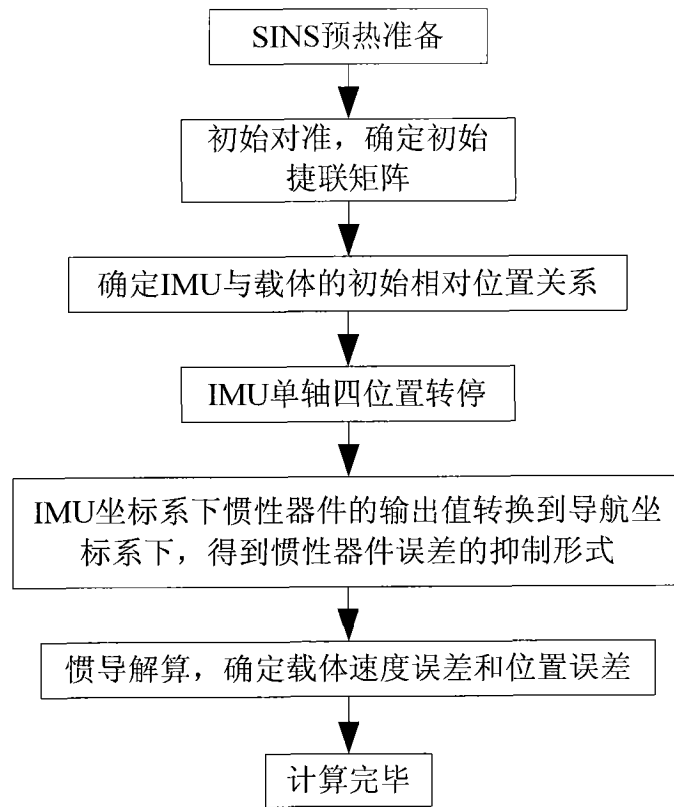 SINS预热准备
初始对准，确定初始
捷联矩阵
确定IMU与载体的初始相对位置关系
IMU单轴四位置转停
IMU坐标系下惯性器件的输出值转换到导航坐
标系下，得到惯性器件误差的抑制形式
惯导解算，确定载体速度误差和位置误差
计算完毕